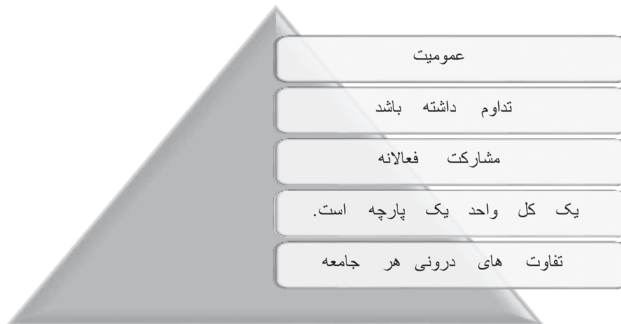 عمومیت
تداوم داشته باشد
مشارکت فعالانه
یک کل واحد یک پارچه است.
تفاوت های درونی هر جامعه